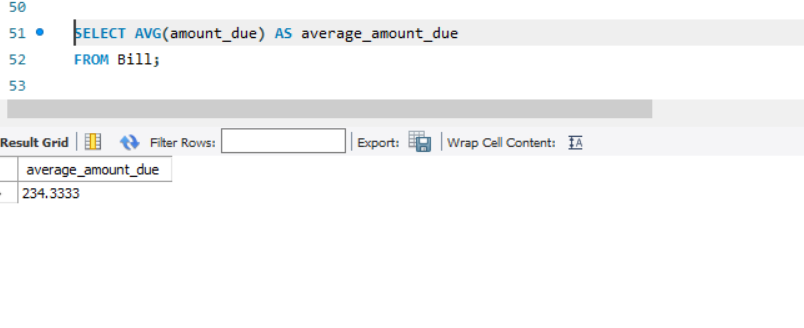 50
51 SELECT AVG(amount_due) AS average_amount_due
52 FROM Bill;
53
Result Grid Filter Rows: Export: Wrap Cell Content: IA
average_amount_due
234.3333